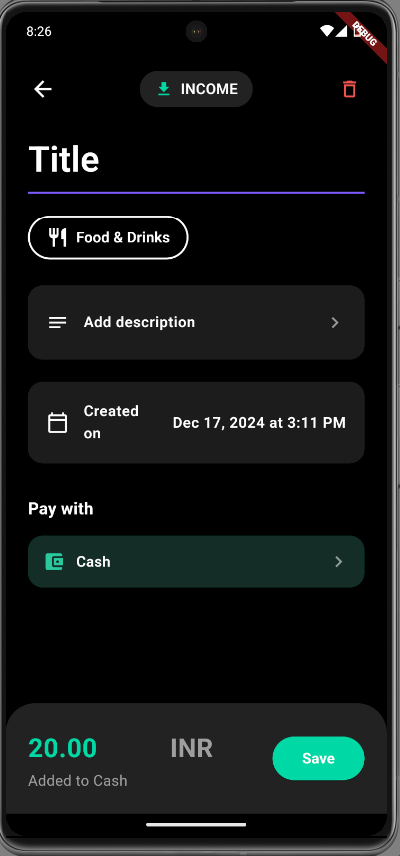 8:26
DEBUG
INCOME
Title
Food & Drinks
Add description
Created
on
Dec 17, 2024 at 3:11 PM
Pay with
Cash
20.00 INR
Save
Added to Cash